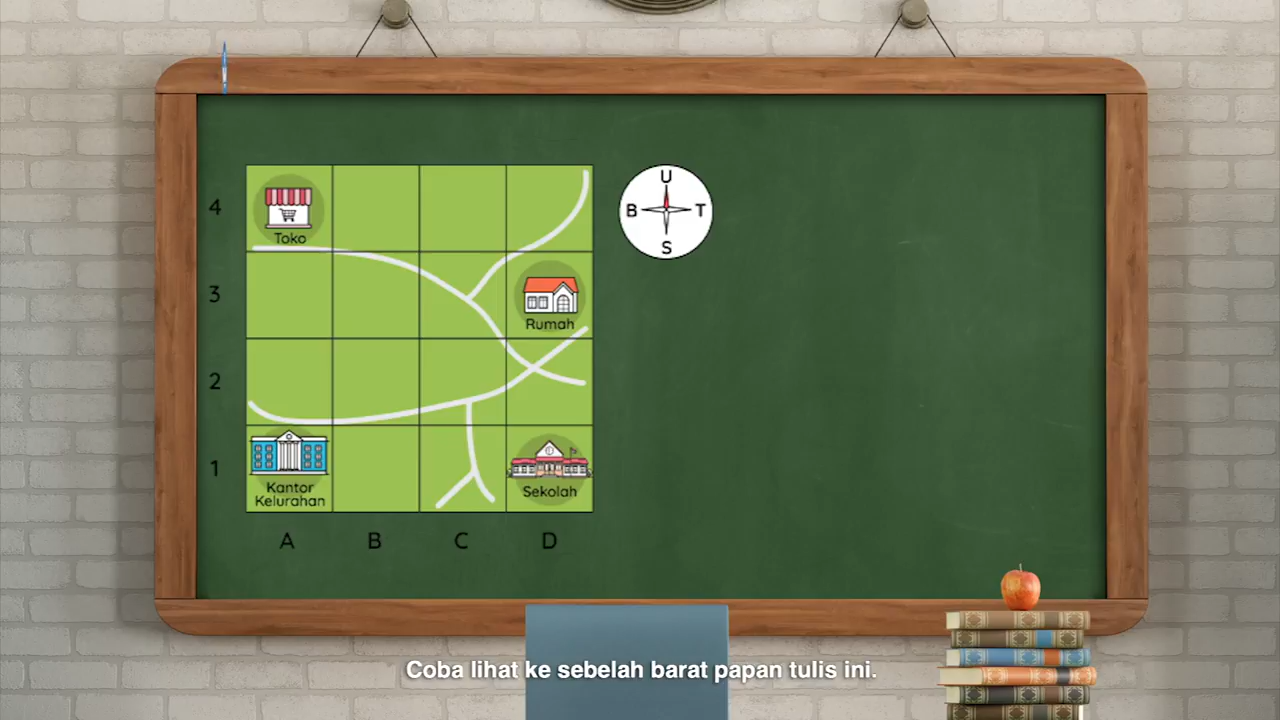 4
Toko
3
Rumah
2
1
Kantor
Kelurahan
Sekolah
A B C D
U
B T
S
Coba lihat ke sebelah barat papan tulis ini.